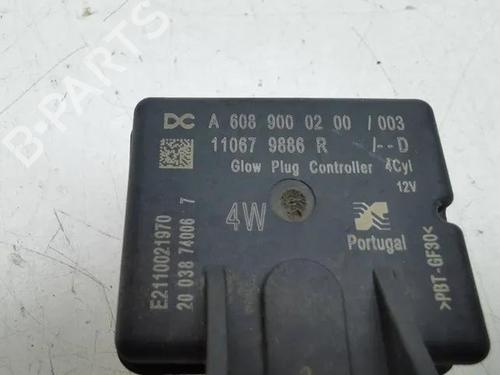 B-PARTS
DC A 608 900 02 00 / 003
11067 9886 R /--D
Glow Plug Controller 4Cyl
12V
4W
Portugal
E2110021970
20 038 74006 7
>PBT-GF30<